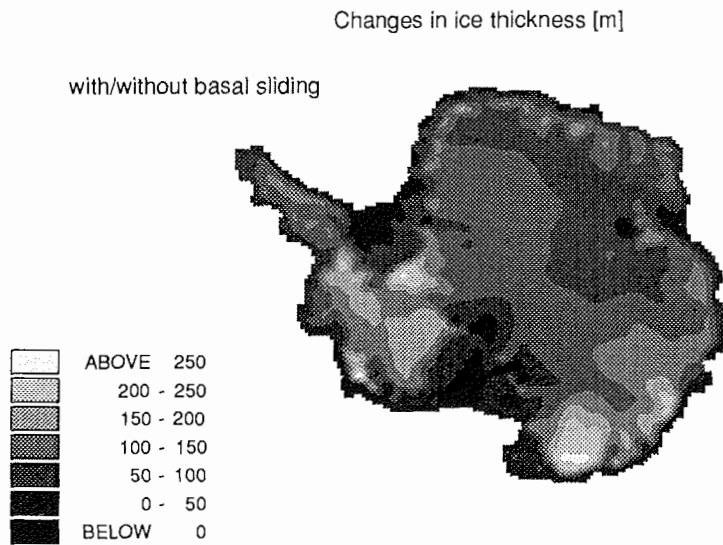 Changes in ice thickness [m]
with/without basal sliding
ABOVE 250
200 - 250
150 - 200
100 - 150
50 - 100
0 - 50
BELOW 0